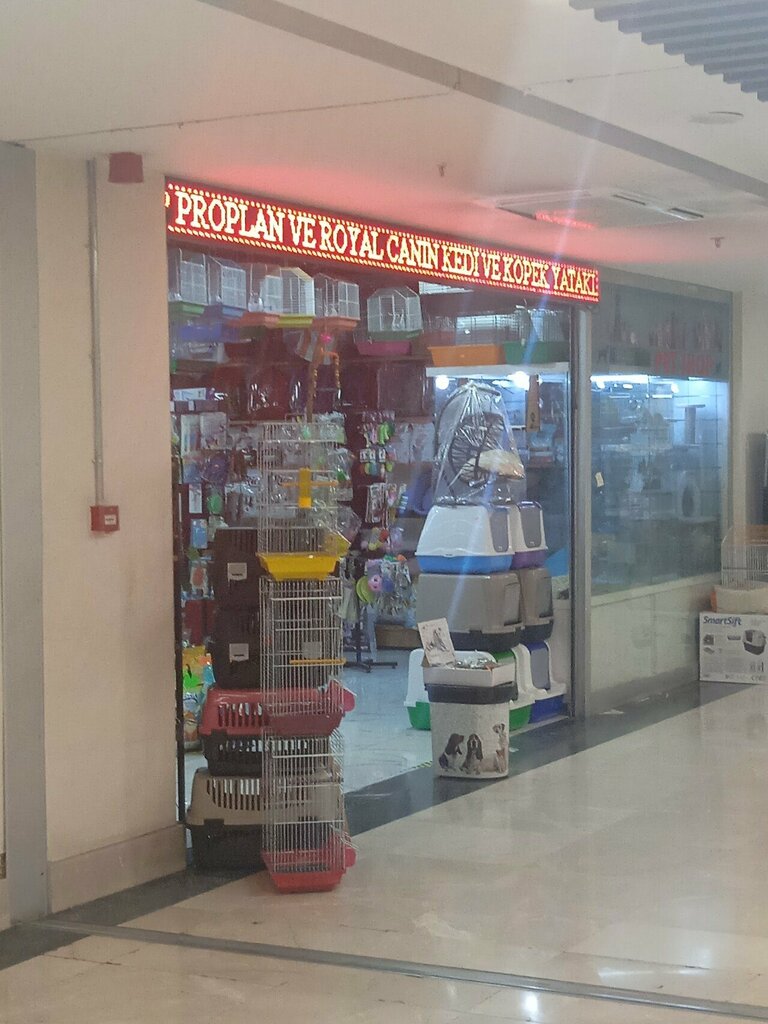 PROPLAN VE ROYAL CANIN KEDI VE KOPEK YATAKL
SmartSift